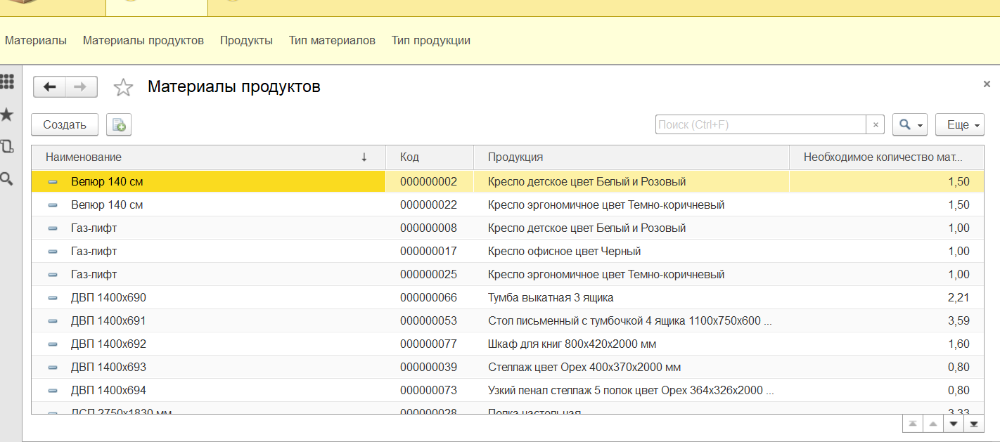 Материалы Материалы продуктов Продукты Тип материалов Тип продукции
Материалы продуктов
Создать Поиск (Ctrl+F) Еще
Наименование Код Продукция Необходимое количество мат...
Велюр 140 см 000000002 Кресло детское цвет Белый и Розовый 1,50
Велюр 140 см 000000022 Кресло эргономичное цвет Темно-коричневый 1,50
Газ-лифт 000000008 Кресло детское цвет Белый и Розовый 1,00
Газ-лифт 000000017 Кресло офисное цвет Черный 1,00
Газ-лифт 000000025 Кресло эргономичное цвет Темно-коричневый 1,00
ДВП 1400х690 000000066 Тумба выкатная 3 ящика 2,21
ДВП 1400х691 000000053 Стол письменный с тумбочкой 4 ящика 1100х750х600 ... 3,59
ДВП 1400х692 000000077 Шкаф для книг 800х420х2000 мм 1,60
ДВП 1400х693 000000039 Стеллаж цвет Орех 400х370х2000 мм 0,80
ДВП 1400х694 000000073 Узкий пенал стеллаж 5 полок цвет Орех 364х326х2000 ... 0,80
ДСП 2750х1830 мм 000000028 Полка настольная 3,33